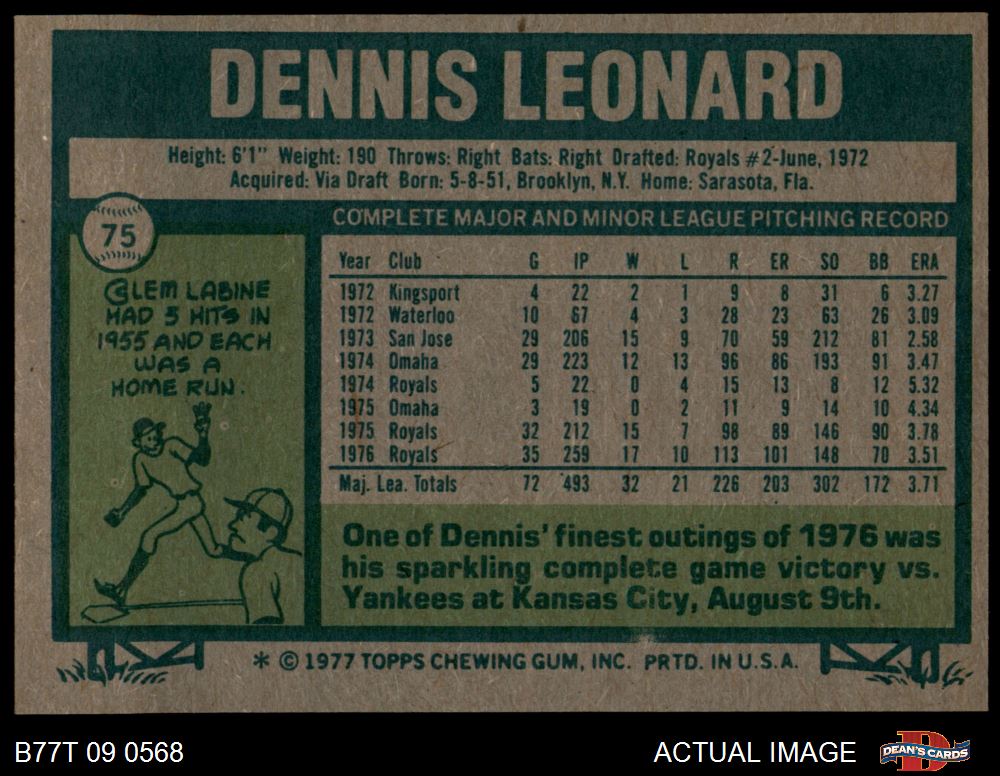 DENNIS LEONARD
Height: 6'1" Weight: 190 Throws: Right Bats: Right Drafted: Royals #2-June, 1972
Acquired: Via Draft Born: 5-8-51, Brooklyn, N.Y. Home: Sarasota, Fla.
75
CLEM LABINE
HAD 5 HITS IN
1955 AND EACH
WAS A
HOME RUN.
COMPLETE MAJOR AND MINOR LEAGUE PITCHING RECORD
Year Club G IP W L R ER SO BB ERA
1972 Kingsport 4 22 2 1 9 8 31 6 3.27
1972 Waterloo 10 67 4 3 28 23 63 26 3.09
1973 San Jose 29 206 15 9 70 59 212 81 2.58
1974 Omaha 29 223 12 13 96 86 193 91 3.47
1974 Royals 5 22 0 4 15 13 8 12 5.32
1975 Omaha 3 19 0 2 11 9 14 10 4.34
1975 Royals 32 212 15 7 98 89 146 90 3.78
1976 Royals 35 259 17 10 113 101 148 70 3.51
Maj. Lea. Totals 72 493 32 21 226 203 302 172 3.71
One of Dennis' finest outings of 1976 was
his sparkling complete game victory vs.
Yankees at Kansas City, August 9th.
* © 1977 TOPPS CHEWING GUM, INC. PRTD. IN U.S.A.
B77T 09 0568
ACTUAL IMAGE
DEAN'S CARDS